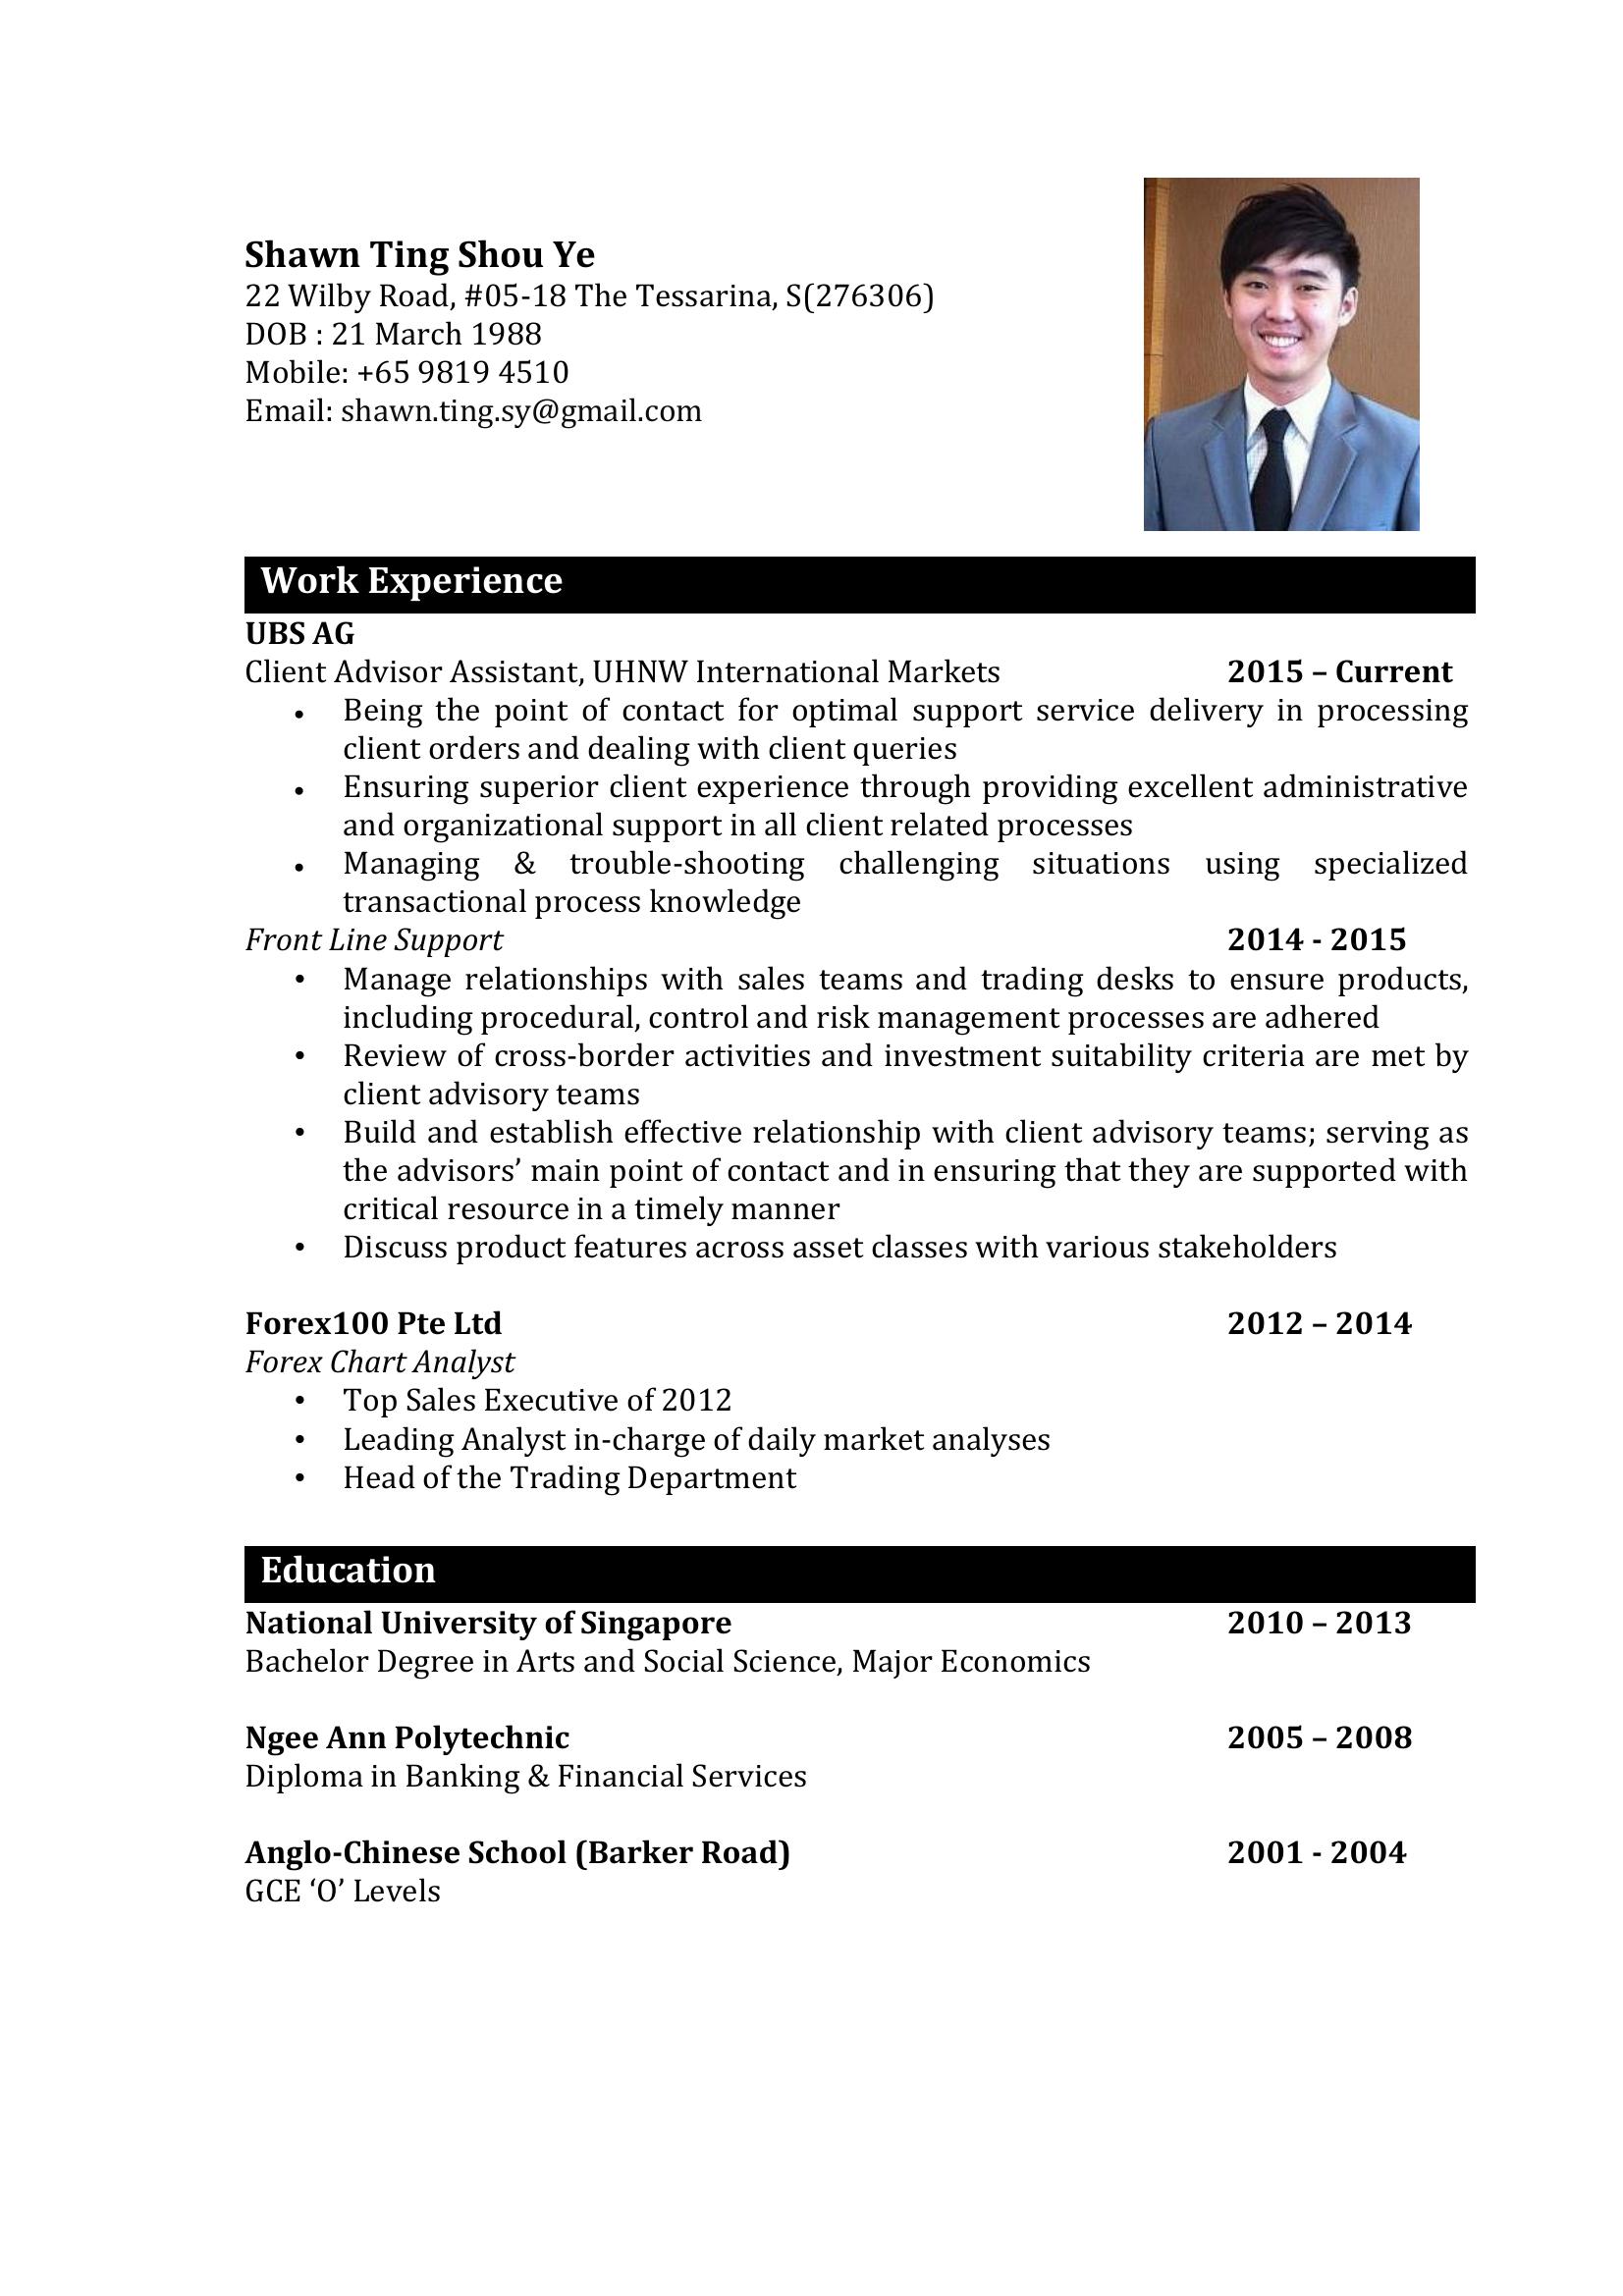 Shawn Ting Shou Ye
22 Wilby Road, #05-18 The Tessarina, S(276306)
DOB : 21 March 1988
Mobile: +65 9819 4510
Email: shawn.ting.sy@gmail.com
Work Experience
UBS AG
Client Advisor Assistant, UHNW International Markets 2015 – Current
• Being the point of contact for optimal support service delivery in processing
client orders and dealing with client queries
• Ensuring superior client experience through providing excellent administrative
and organizational support in all client related processes
• Managing & trouble-shooting challenging situations using specialized
transactional process knowledge
Front Line Support 2014 - 2015
• Manage relationships with sales teams and trading desks to ensure products,
including procedural, control and risk management processes are adhered
• Review of cross-border activities and investment suitability criteria are met by
client advisory teams
• Build and establish effective relationship with client advisory teams; serving as
the advisors’ main point of contact and in ensuring that they are supported with
critical resource in a timely manner
• Discuss product features across asset classes with various stakeholders
Forex100 Pte Ltd 2012 – 2014
Forex Chart Analyst
• Top Sales Executive of 2012
• Leading Analyst in-charge of daily market analyses
• Head of the Trading Department
Education
National University of Singapore 2010 – 2013
Bachelor Degree in Arts and Social Science, Major Economics
Ngee Ann Polytechnic 2005 – 2008
Diploma in Banking & Financial Services
Anglo-Chinese School (Barker Road) 2001 - 2004
GCE ‘O’ Levels